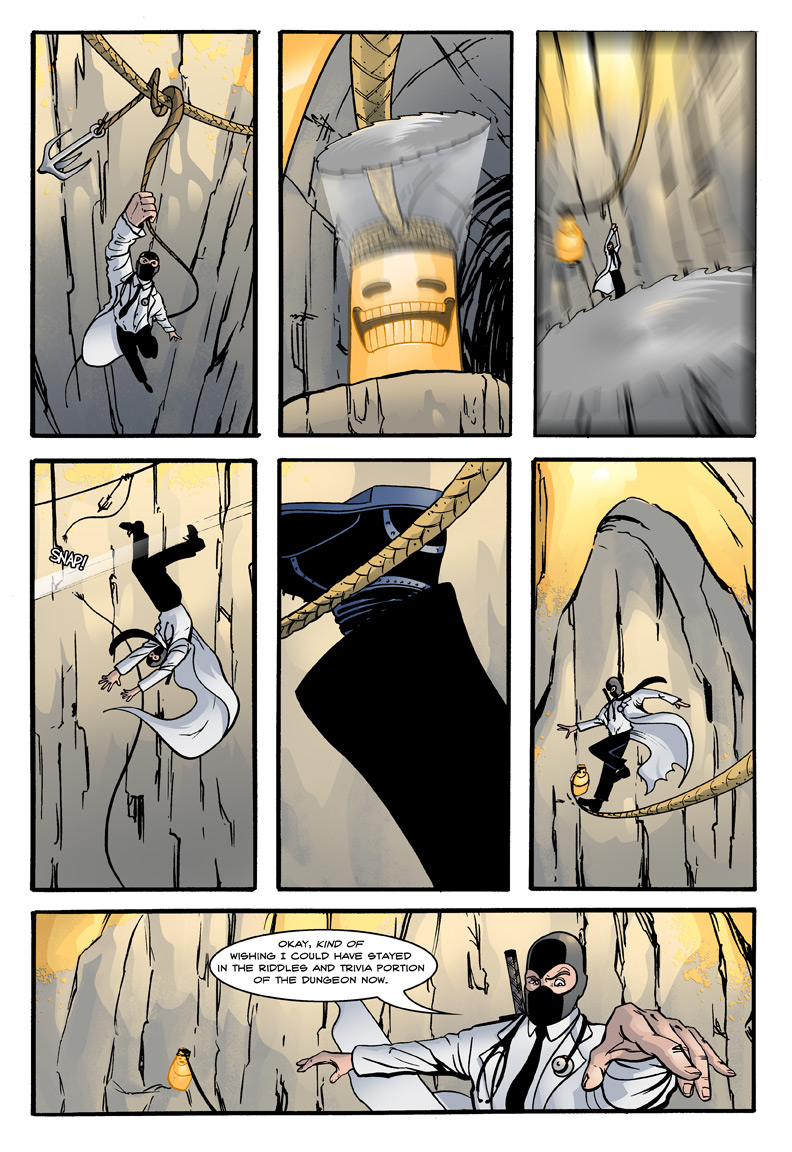 SNAP!
OKAY, KIND OF
WISHING I COULD HAVE STAYED
IN THE RIDDLES AND TRIVIA PORTION
OF THE DUNGEON NOW.